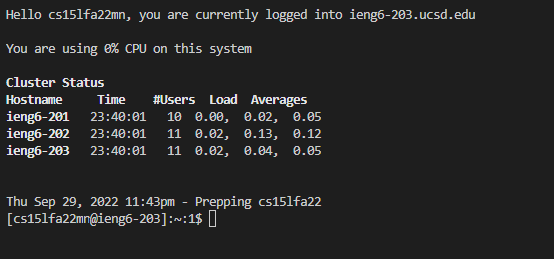 Hello cs15lfa22mn, you are currently logged into ieng6-203.ucsd.edu
You are using 0% CPU on this system
Cluster Status
Hostname     Time    #Users  Load  Averages
ieng6-201   23:40:01   10  0.00,  0.02,  0.05
ieng6-202   23:40:01   11  0.02,  0.13,  0.12
ieng6-203   23:40:01   11  0.02,  0.04,  0.05
Thu Sep 29, 2022 11:43pm - Prepping cs15lfa22
[cs15lfa22mn@ieng6-203]:~:1$